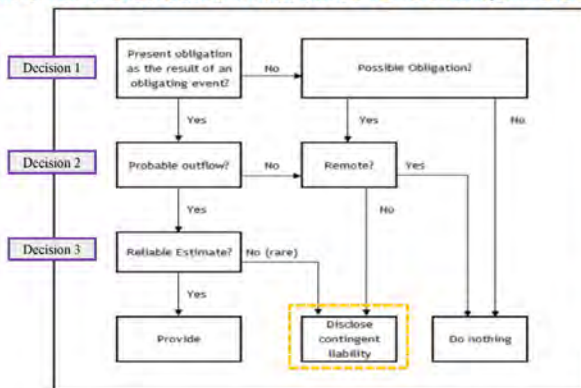 Decision 1
Present obligation
as the result of an
obligating event?
No
Possible Obligation?
Yes
Yes
No
Decision 2
Probable outflow?
No
Remote?
Yes
Yes
No
Decision 3
Reliable Estimate?
No (rare)
Yes
Provide
Disclose
contingent
liability
Do nothing